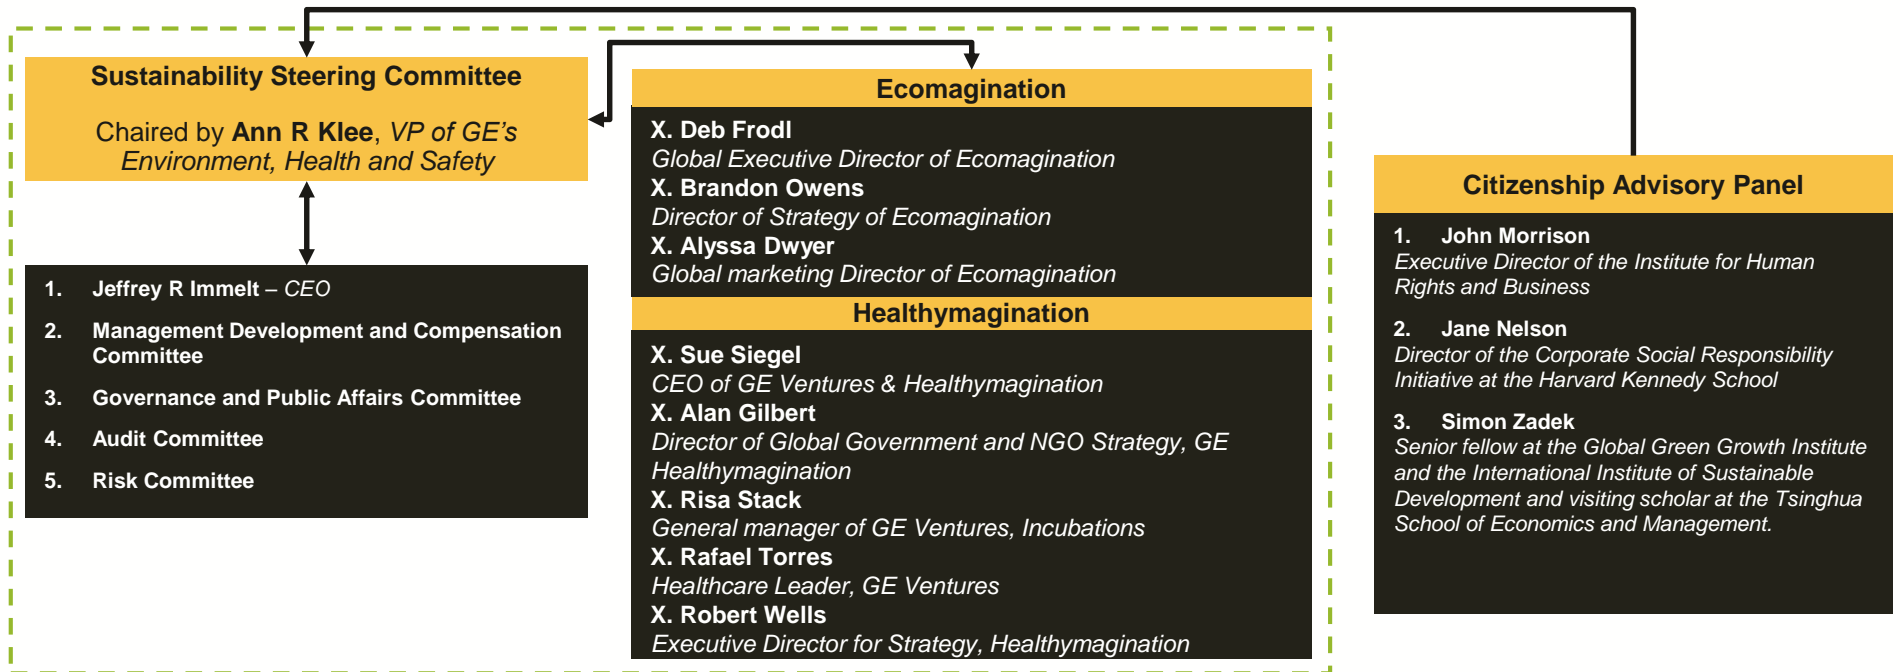 Sustainability Steering Committee
Chaired by Ann R Klee, VP of GE's
Environment, Health and Safety
1. Jeffrey R Immelt – CEO
2. Management Development and Compensation
Committee
3. Governance and Public Affairs Committee
4. Audit Committee
5. Risk Committee
Ecomagination
X. Deb Frodl
Global Executive Director of Ecomagination
X. Brandon Owens
Director of Strategy of Ecomagination
X. Alyssa Dwyer
Global marketing Director of Ecomagination
Healthymagination
X. Sue Siegel
CEO of GE Ventures & Healthymagination
X. Alan Gilbert
Director of Global Government and NGO Strategy, GE
Healthymagination
X. Risa Stack
General manager of GE Ventures, Incubations
X. Rafael Torres
Healthcare Leader, GE Ventures
X. Robert Wells
Executive Director for Strategy, Healthymagination
Citizenship Advisory Panel
1. John Morrison
Executive Director of the Institute for Human
Rights and Business
2. Jane Nelson
Director of the Corporate Social Responsibility
Initiative at the Harvard Kennedy School
3. Simon Zadek
Senior fellow at the Global Green Growth Institute
and the International Institute of Sustainable
Development and visiting scholar at the Tsinghua
School of Economics and Management.